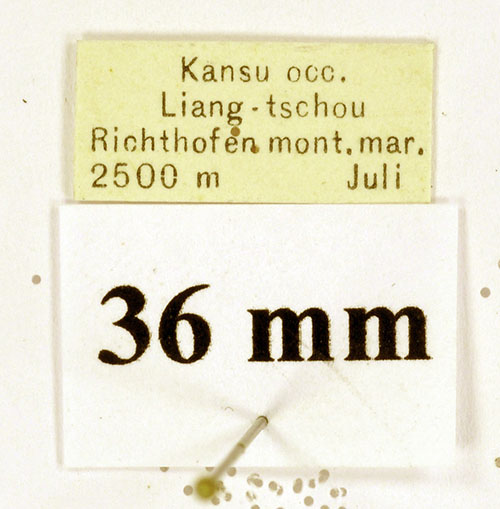 Kansu occ.
Liang-tschou
Richthofen mont. mar.
2500 m Juli
36 mm